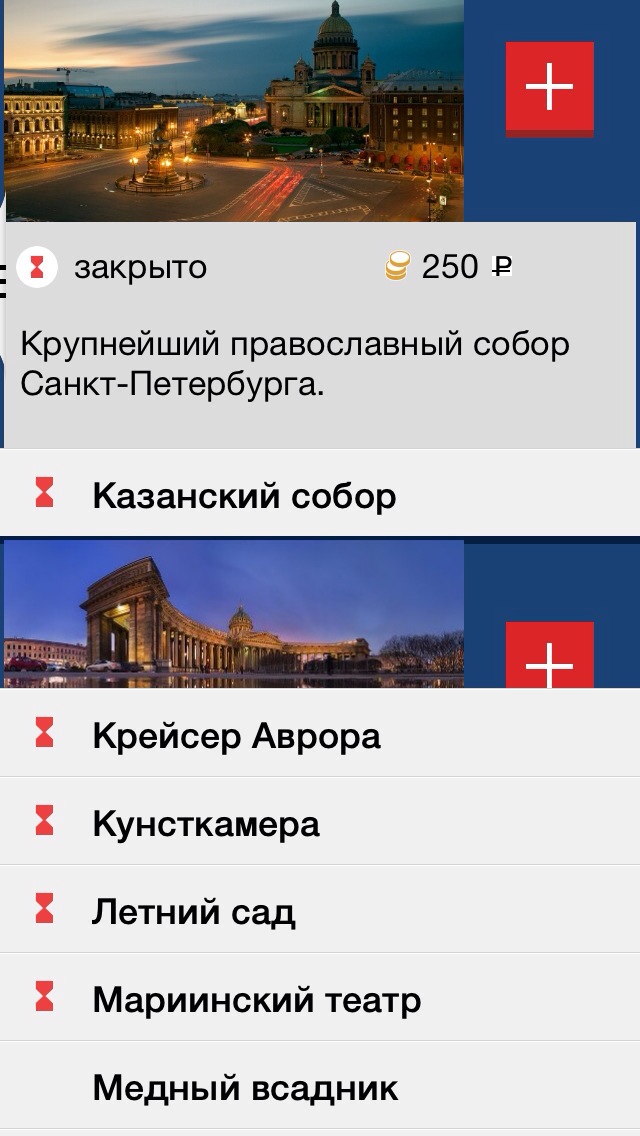 закрыто 250 ₽
Крупнейший православный собор
Санкт-Петербурга.
Казанский собор
Крейсер Аврора
Кунсткамера
Летний сад
Мариинский театр
Медный всадник